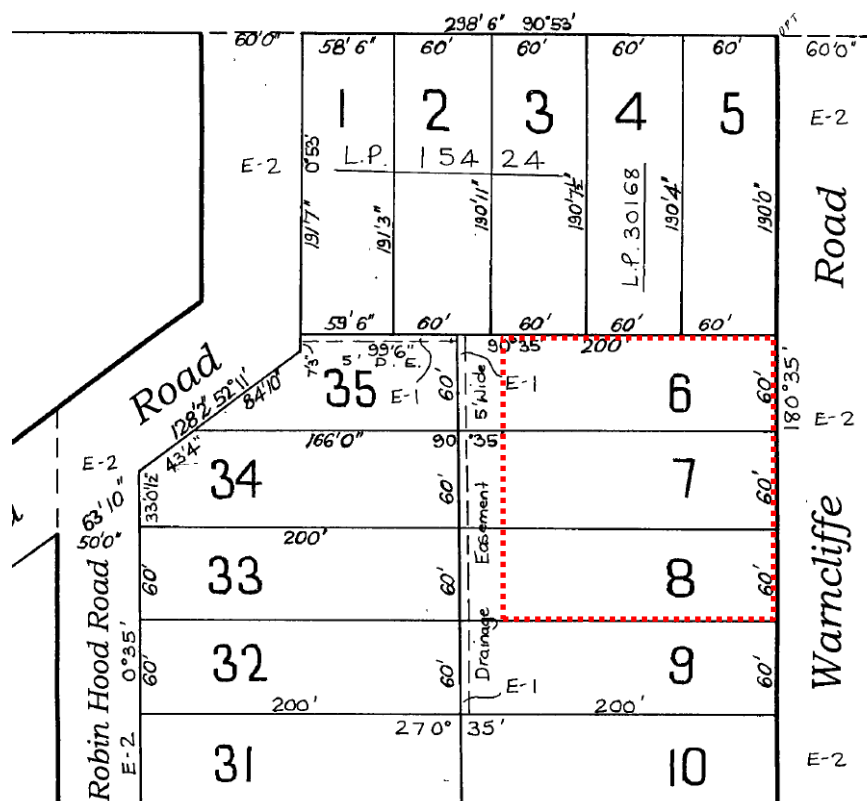 298'6" 90°53'
60'0" 58'6" 60' 60' 60' 60' 60'0"
1 2 3 4 5
E-2
E-2
0°53'
L.P. 154 24
L.P. 30168
191'7" 191'3" 190'11" 190'7½" 190'4" 190'0"
Road
59'6" 60' 60' 60' 60'
7'3"
99'6"
5' D. E.
90°35' 200'
35
E-1
60'
5' Wide
E-1
6
60'
180°35'
E-2
Road
128'2" 52°11'
84'10"
43'4"
166'0" 90°35'
E-2
63'10"
33'0½"
34
60'
Easement
7
60'
50'0"
200'
60'
33
60'
8
60'
Robin Hood Road
0°35'
60'
32
60'
Drainage
E-1
9
60'
Warncliffe
200' 200'
270°35'
E-2
31
10
E-2